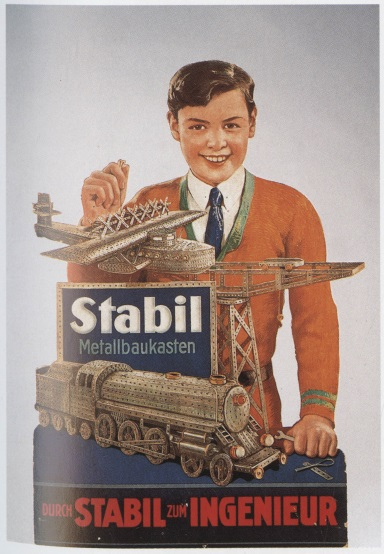 Stabil
Metallbaukasten
DURCH STABIL ZUM INGENIEUR